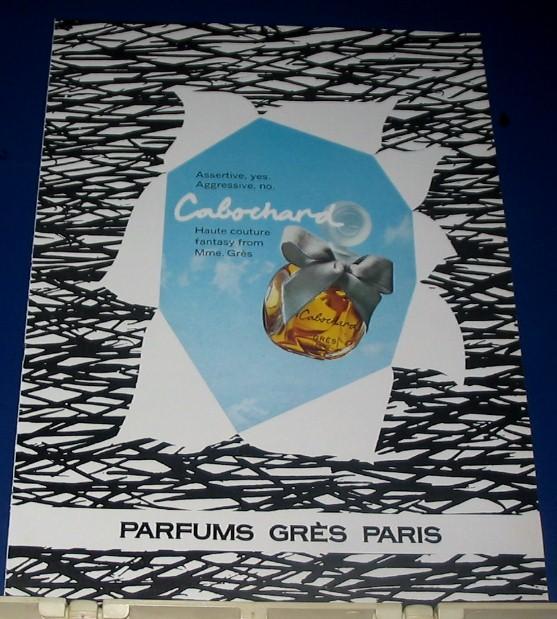 Assertive, yes.
Aggressive, no.
Cabochard
Haute couture
fantasy from
Mme. Grès
Cabochard
GRÈS
PARFUMS GRÈS PARIS